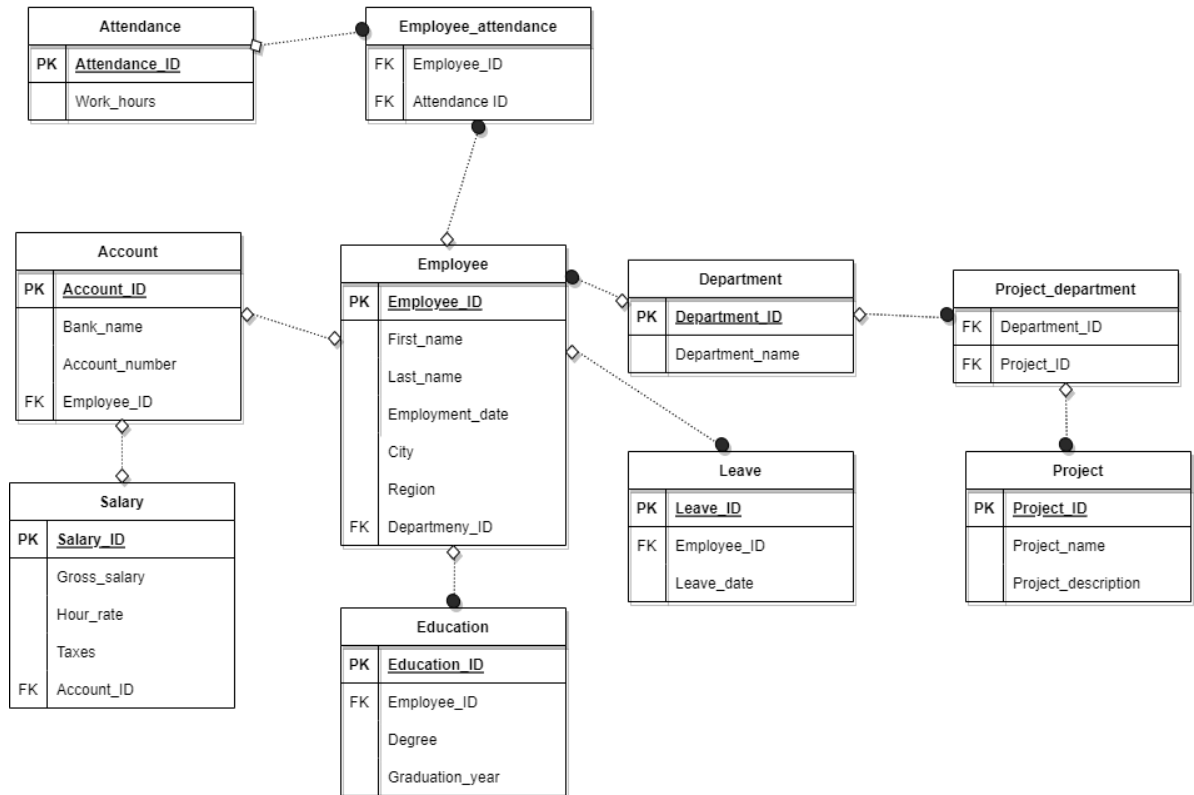 Attendance
PK Attendance_ID
Work_hours
Employee_attendance
FK Employee_ID
FK Attendance ID
Account
PK Account_ID
Bank_name
Account_number
FK Employee_ID
Employee
PK Employee_ID
First_name
Last_name
Employment_date
City
Region
FK Departmeny_ID
Department
PK Department_ID
Department_name
Project_department
FK Department_ID
FK Project_ID
Salary
PK Salary_ID
Gross_salary
Hour_rate
Taxes
FK Account_ID
Leave
PK Leave_ID
FK Employee_ID
Leave_date
Project
PK Project_ID
Project_name
Project_description
Education
PK Education_ID
FK Employee_ID
Degree
Graduation_year